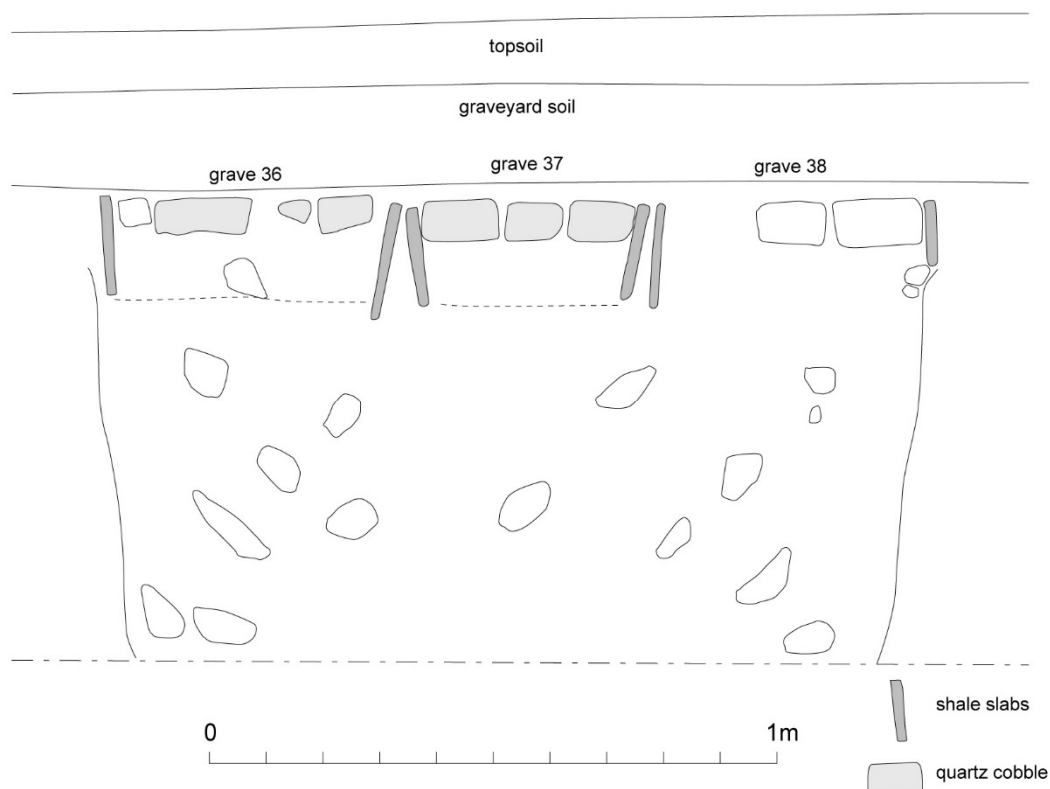 topsoil
graveyard soil
grave 36
grave 37
grave 38
shale slabs
0
1m
quartz cobble